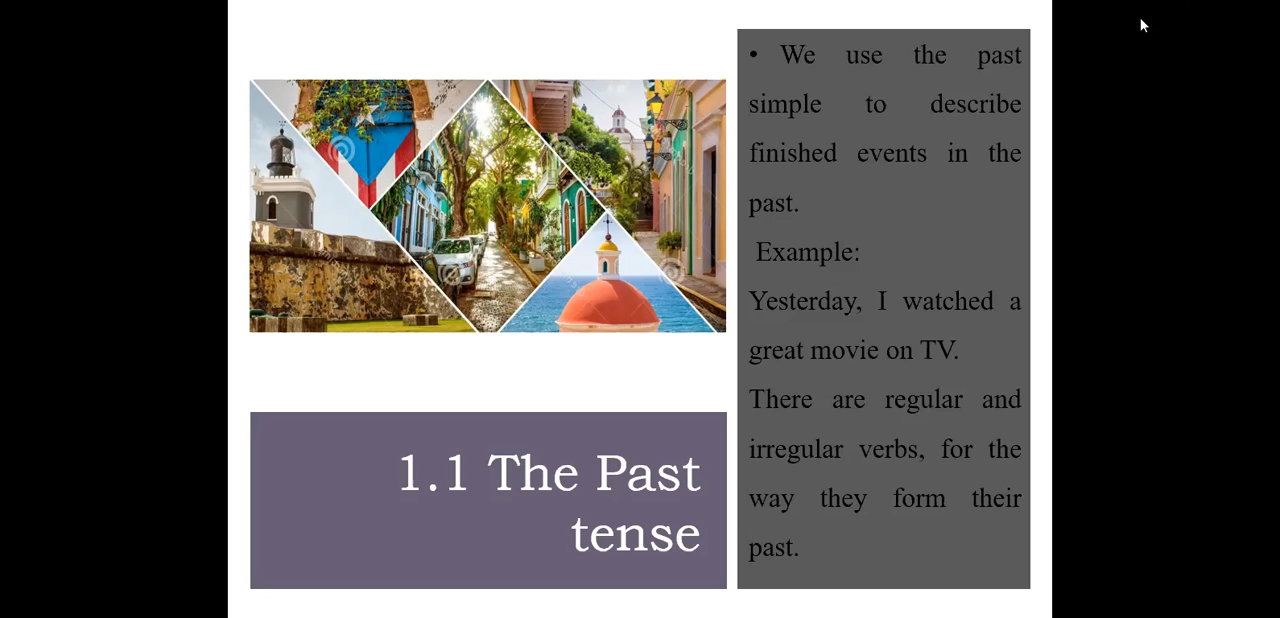 • We use the past
simple to describe
finished events in the
past.
Example:
Yesterday, I watched a
great movie on TV.
There are regular and
irregular verbs, for the
way they form their
past.
1.1 The Past
tense